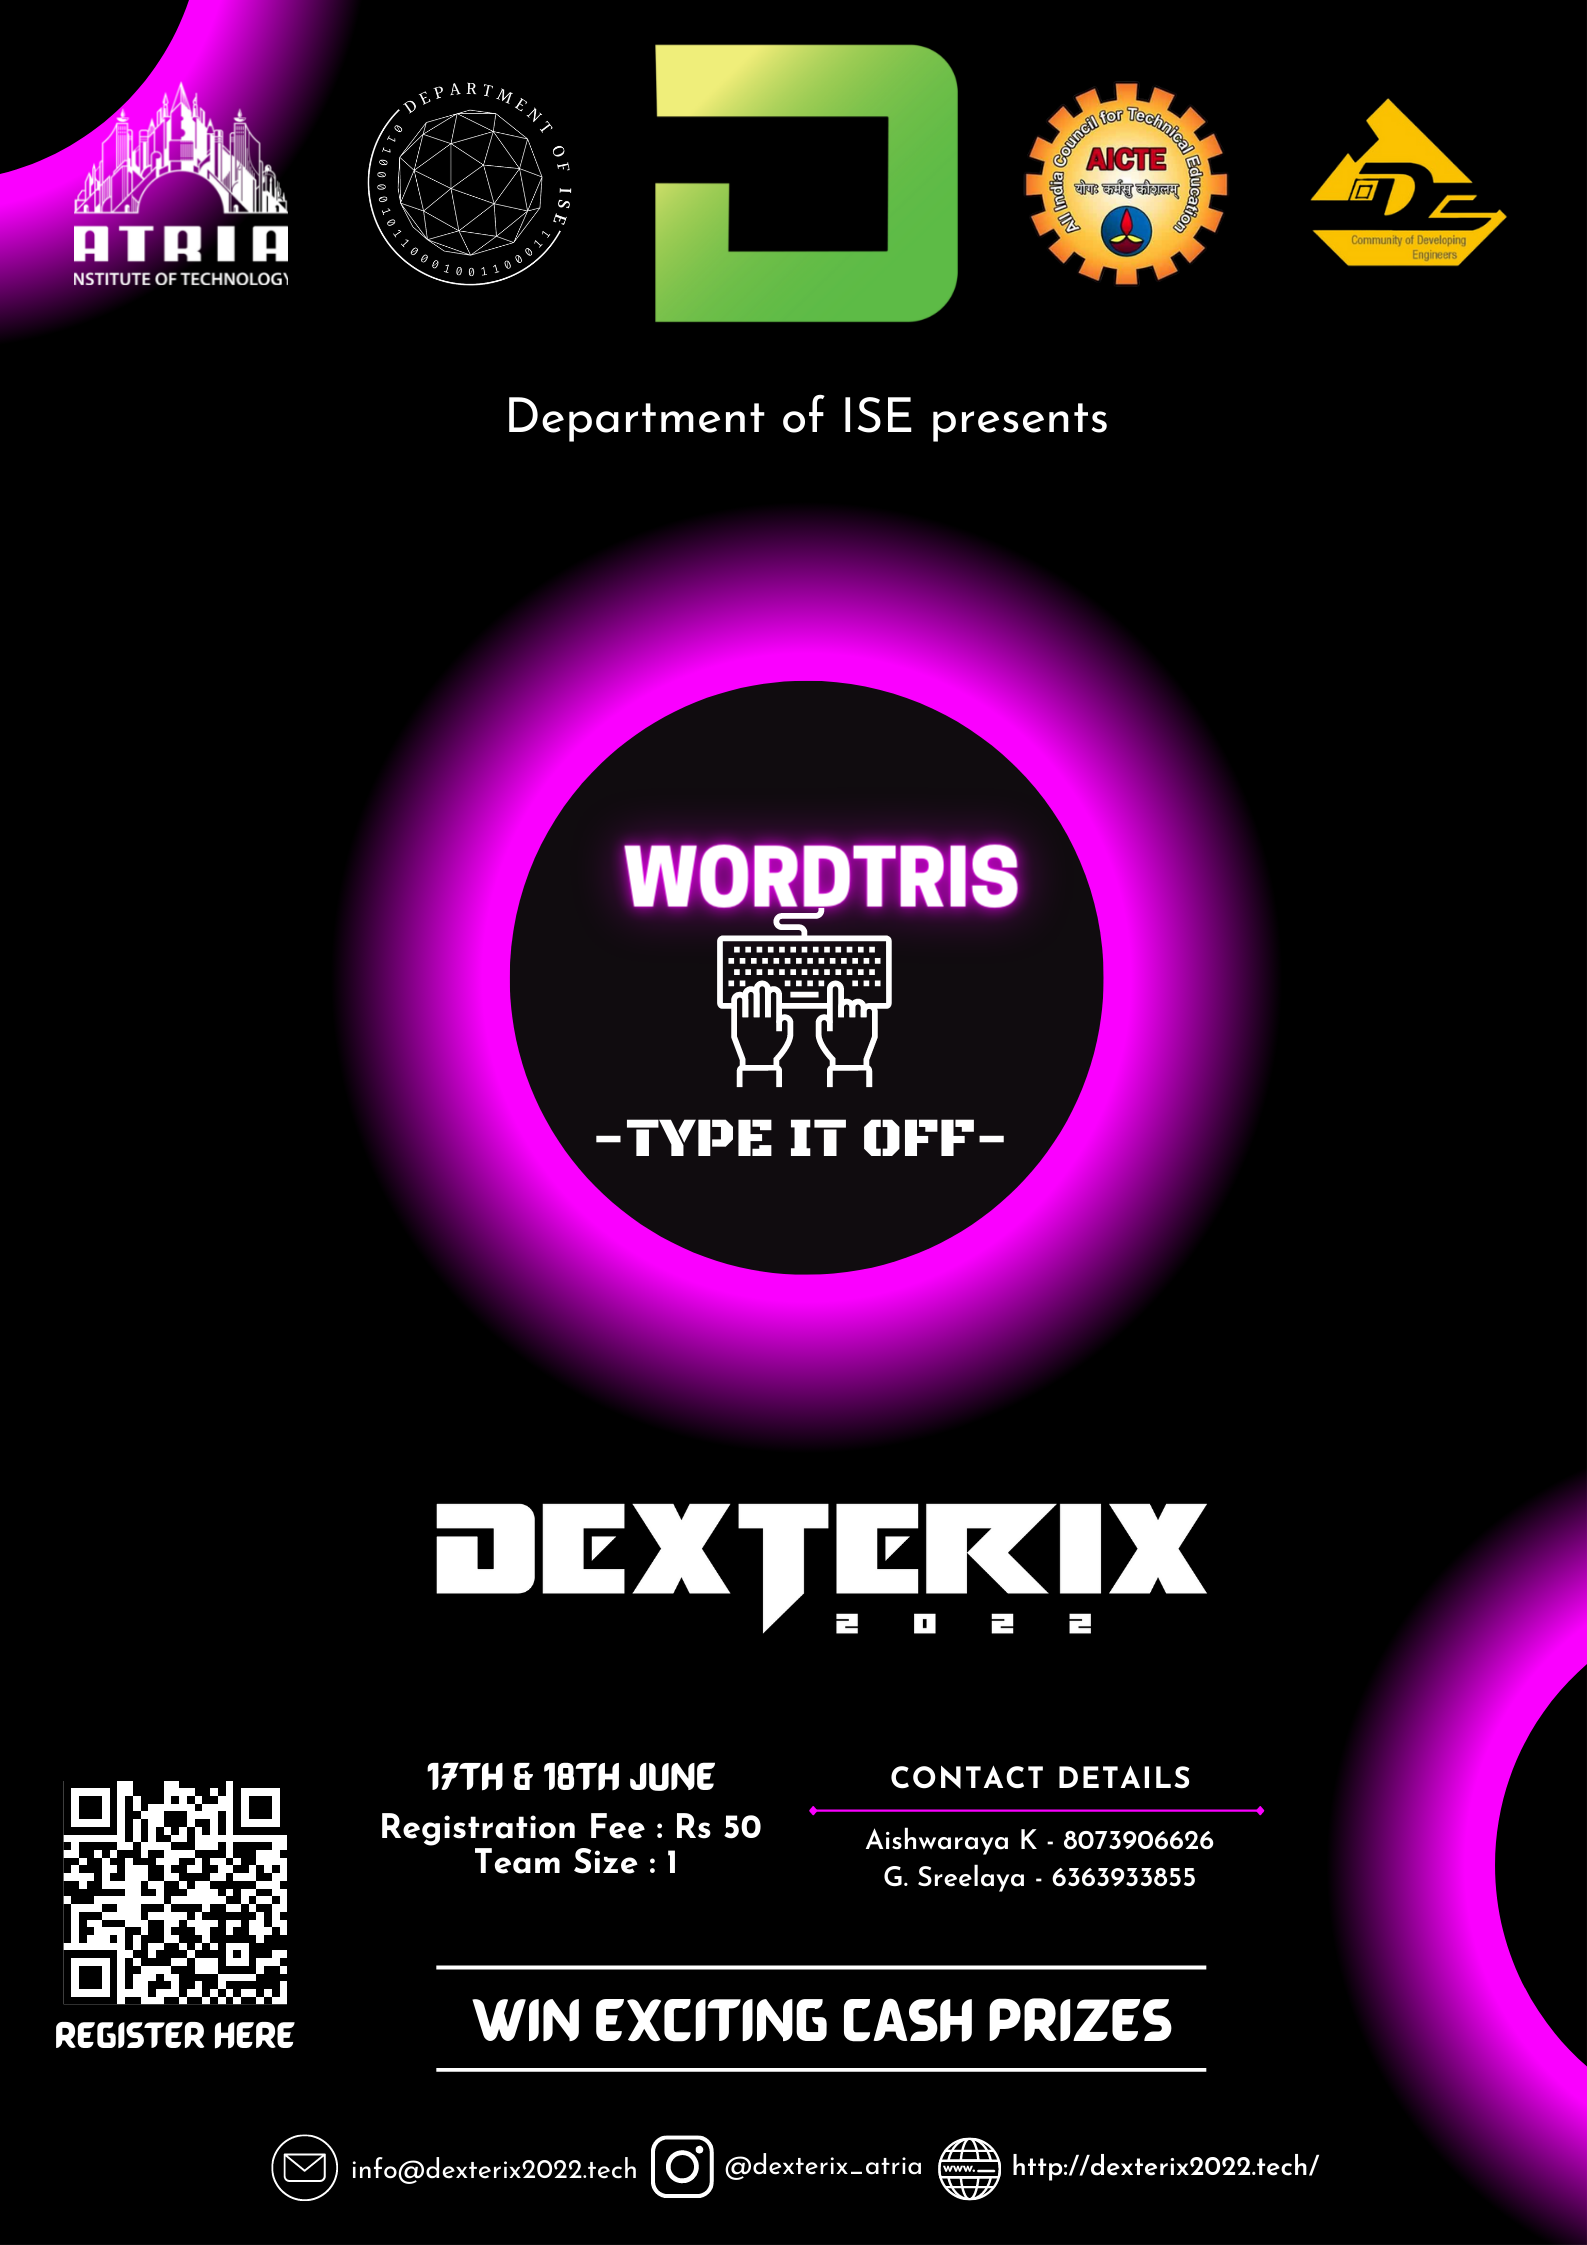 ATRIA
NSTITUTE OF TECHNOLOGY
DEPARTMENT OF ISE
All India Council for Technical Education
AICTE
योगः कर्मसु कौशलम्
Community of Developing
Engineers
Department of ISE presents
WORDTRIS
-TYPE IT OFF-
DEXTERIX
2022
17TH & 18TH JUNE
Registration Fee : Rs 50
Team Size : 1
CONTACT DETAILS
Aishwaraya K - 8073906626
G. Sreelaya - 6363933855
REGISTER HERE
WIN EXCITING CASH PRIZES
info@dexterix2022.tech
@dexterix_atria
www.
http://dexterix2022.tech/